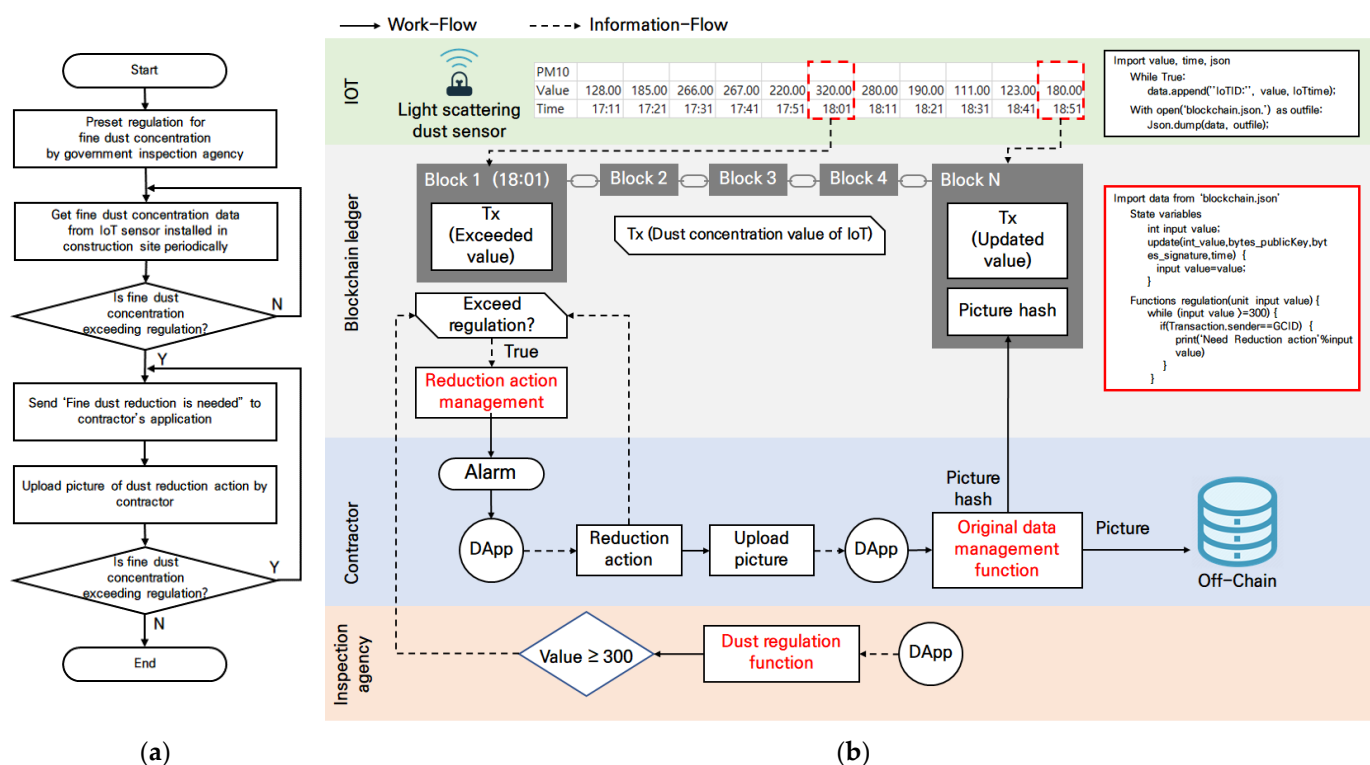 Start
Preset regulation for
fine dust concentration
by government inspection agency
Get fine dust concentration data
from IoT sensor installed in
construction site periodically
Is fine dust
concentration
exceeding regulation?
N
Y
Send ‘Fine dust reduction is needed” to
contractor’s application
Upload picture of dust reduction action by
contractor
Is fine dust
concentration
exceeding regulation?
Y
N
End
(a)
Work-Flow
Information-Flow
IOT
Light scattering
dust sensor
PM10
Value 128.00 185.00 266.00 267.00 220.00 320.00 280.00 190.00 111.00 123.00 180.00
Time 17:11 17:21 17:31 17:41 17:51 18:01 18:11 18:21 18:31 18:41 18:51
Import value, time, json
While True:
data.append(''IoTID:'', value, IoTtime);
With open('blockchain.json,') as outfile:
Json.dump(data, outfile);
Blockchain ledger
Block 1 (18:01)
Block 2
Block 3
Block 4
Block N
Tx
(Exceeded
value)
Tx (Dust concentration value of IoT)
Tx
(Updated
value)
Picture hash
Exceed
regulation?
True
Reduction action
management
Import data from ‘blockchain.json’
State variables
int input value;
update(int_value,bytes_publicKey,byt
es_signature,time) {
input value=value;
}
Functions regulation(unit input value) {
while (input value >=300) {
if(Transaction.sender==GCID) {
print(‘Need Reduction action’%input
value)
}
}
Contractor
Alarm
DApp
Reduction
action
Upload
picture
DApp
Picture
hash
Original data
management
function
Picture
Off-Chain
Inspection
agency
Value ≥ 300
Dust regulation
function
DApp
(b)